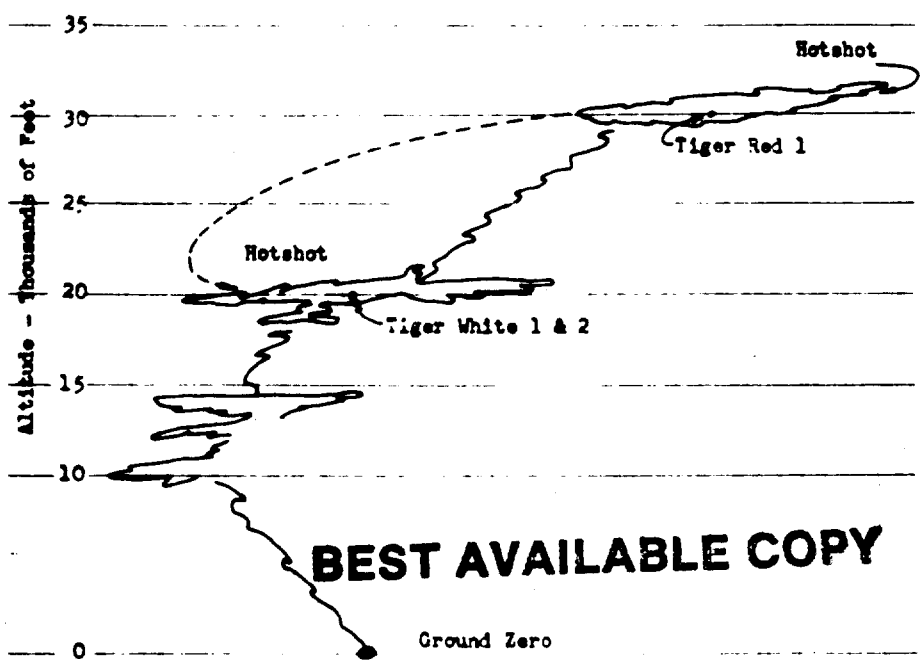 35
Hotshot
30
Tiger Red 1
25
Hotshot
20
Tiger White 1 & 2
15
10
BEST AVAILABLE COPY
Ground Zero
0
Altitude - Thousands of Feet